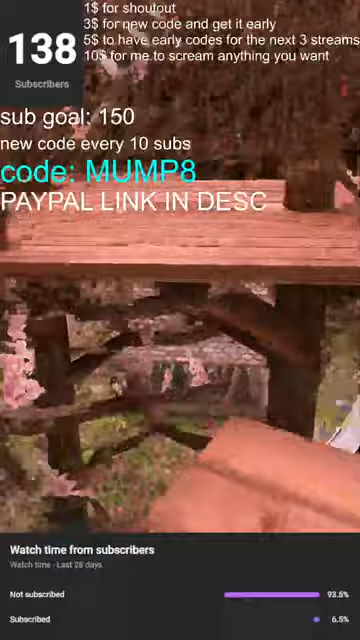 1$ for shoutout
3$ for new code and get it early
5$ to have early codes for the next 3 streams
10$ for me to scream anything you want
138
Subscribers
sub goal: 150
new code every 10 subs
code: MUMP8
PAYPAL LINK IN DESC
Watch time from subscribers
Watch time · Last 28 days
Not subscribed 93.5%
Subscribed 6.5%